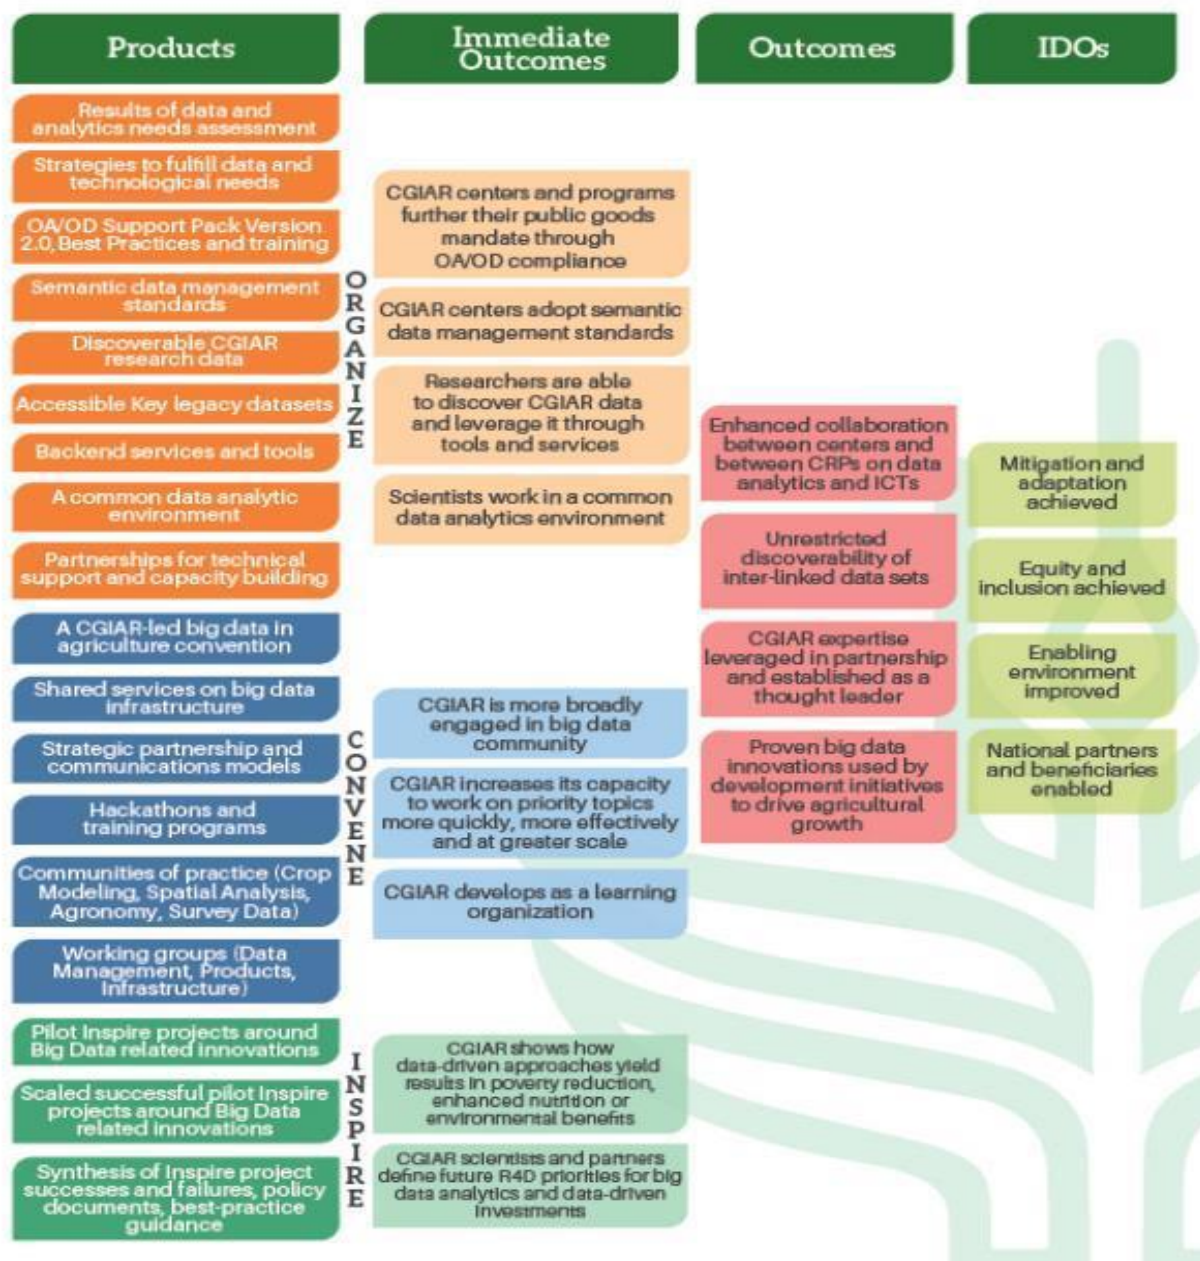 Products
Immediate
Outcomes
Outcomes
IDOs
Results of data and
analytics needs assessment
Strategies to fulfill data and
technological needs
OA/OD Support Pack Version
2.0, Best Practices and training
Semantic data management
standards
Discoverable CGIAR
research data
Accessible Key legacy datasets
Backend services and tools
A common data analytic
environment
Partnerships for technical
support and capacity building
ORGANIZE
CGIAR centers and programs
further their public goods
mandate through
OA/OD compliance
CGIAR centers adopt semantic
data management standards
Researchers are able
to discover CGIAR data
and leverage it through
tools and services
Scientists work in a common
data analytics environment
A CGIAR-led big data in
agriculture convention
Shared services on big data
infrastructure
Strategic partnership and
communications models
Hackathons and
training programs
Communities of practice (Crop
Modeling, Spatial Analysis,
Agronomy, Survey Data)
Working groups (Data
Management, Products,
Infrastructure)
CONVENE
CGIAR is more broadly
engaged in big data
community
CGIAR increases its capacity
to work on priority topics
more quickly, more effectively
and at greater scale
CGIAR develops as a learning
organization
Pilot Inspire projects around
Big Data related innovations
Scaled successful pilot Inspire
projects around Big Data
related innovations
Synthesis of Inspire project
successes and failures, policy
documents, best-practice
guidance
INSPIRE
CGIAR shows how
data-driven approaches yield
results in poverty reduction,
enhanced nutrition or
environmental benefits
CGIAR scientists and partners
define future R4D priorities for big
data analytics and data-driven
investments
Enhanced collaboration
between centers and
between CRPs on data
analytics and ICTs
Unrestricted
discoverability of
inter-linked data sets
CGIAR expertise
leveraged in partnership
and established as a
thought leader
Proven big data
innovations used by
development initiatives
to drive agricultural
growth
Mitigation and
adaptation
achieved
Equity and
inclusion achieved
Enabling
environment
improved
National partners
and beneficiaries
enabled